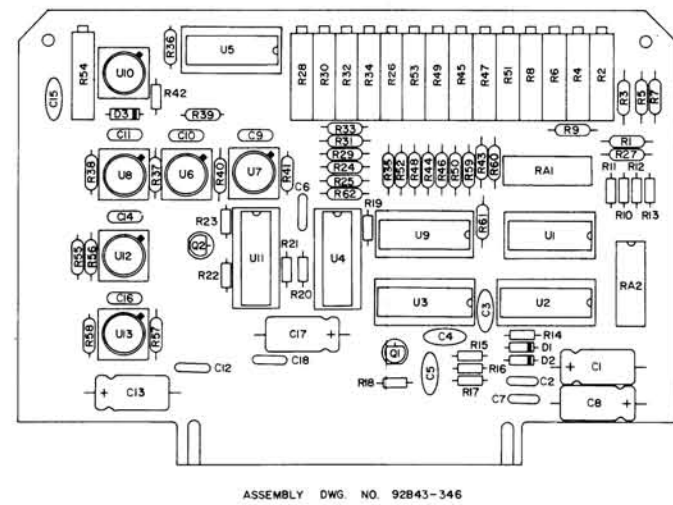 R54
U10
R36
U5
R28
R30
R32
R34
R26
R53
R49
R45
R47
R51
R8
R6
R4
R2
C15
R42
R3
R5
R7
D3
R39
C11
C10
C9
R33
R31
R29
R24
R25
R62
R9
R1
R27
R38
U8
R37
U6
R40
U7
R41
C6
R35
R52
R48
R44
R46
R50
R59
R43
R60
RA1
R11
R12
R10
R13
C14
R23
Q2
R22
U11
R21
R20
U4
R19
U9
R61
U1
RA2
R55
R56
U12
C16
U3
C3
U2
R58
U13
R57
C17
C4
R14
D1
D2
Q1
R15
R16
R17
C12
C18
R18
C5
C1
C2
C7
C8
C13
+
+
+
+
ASSEMBLY DWG. NO. 92B43-346